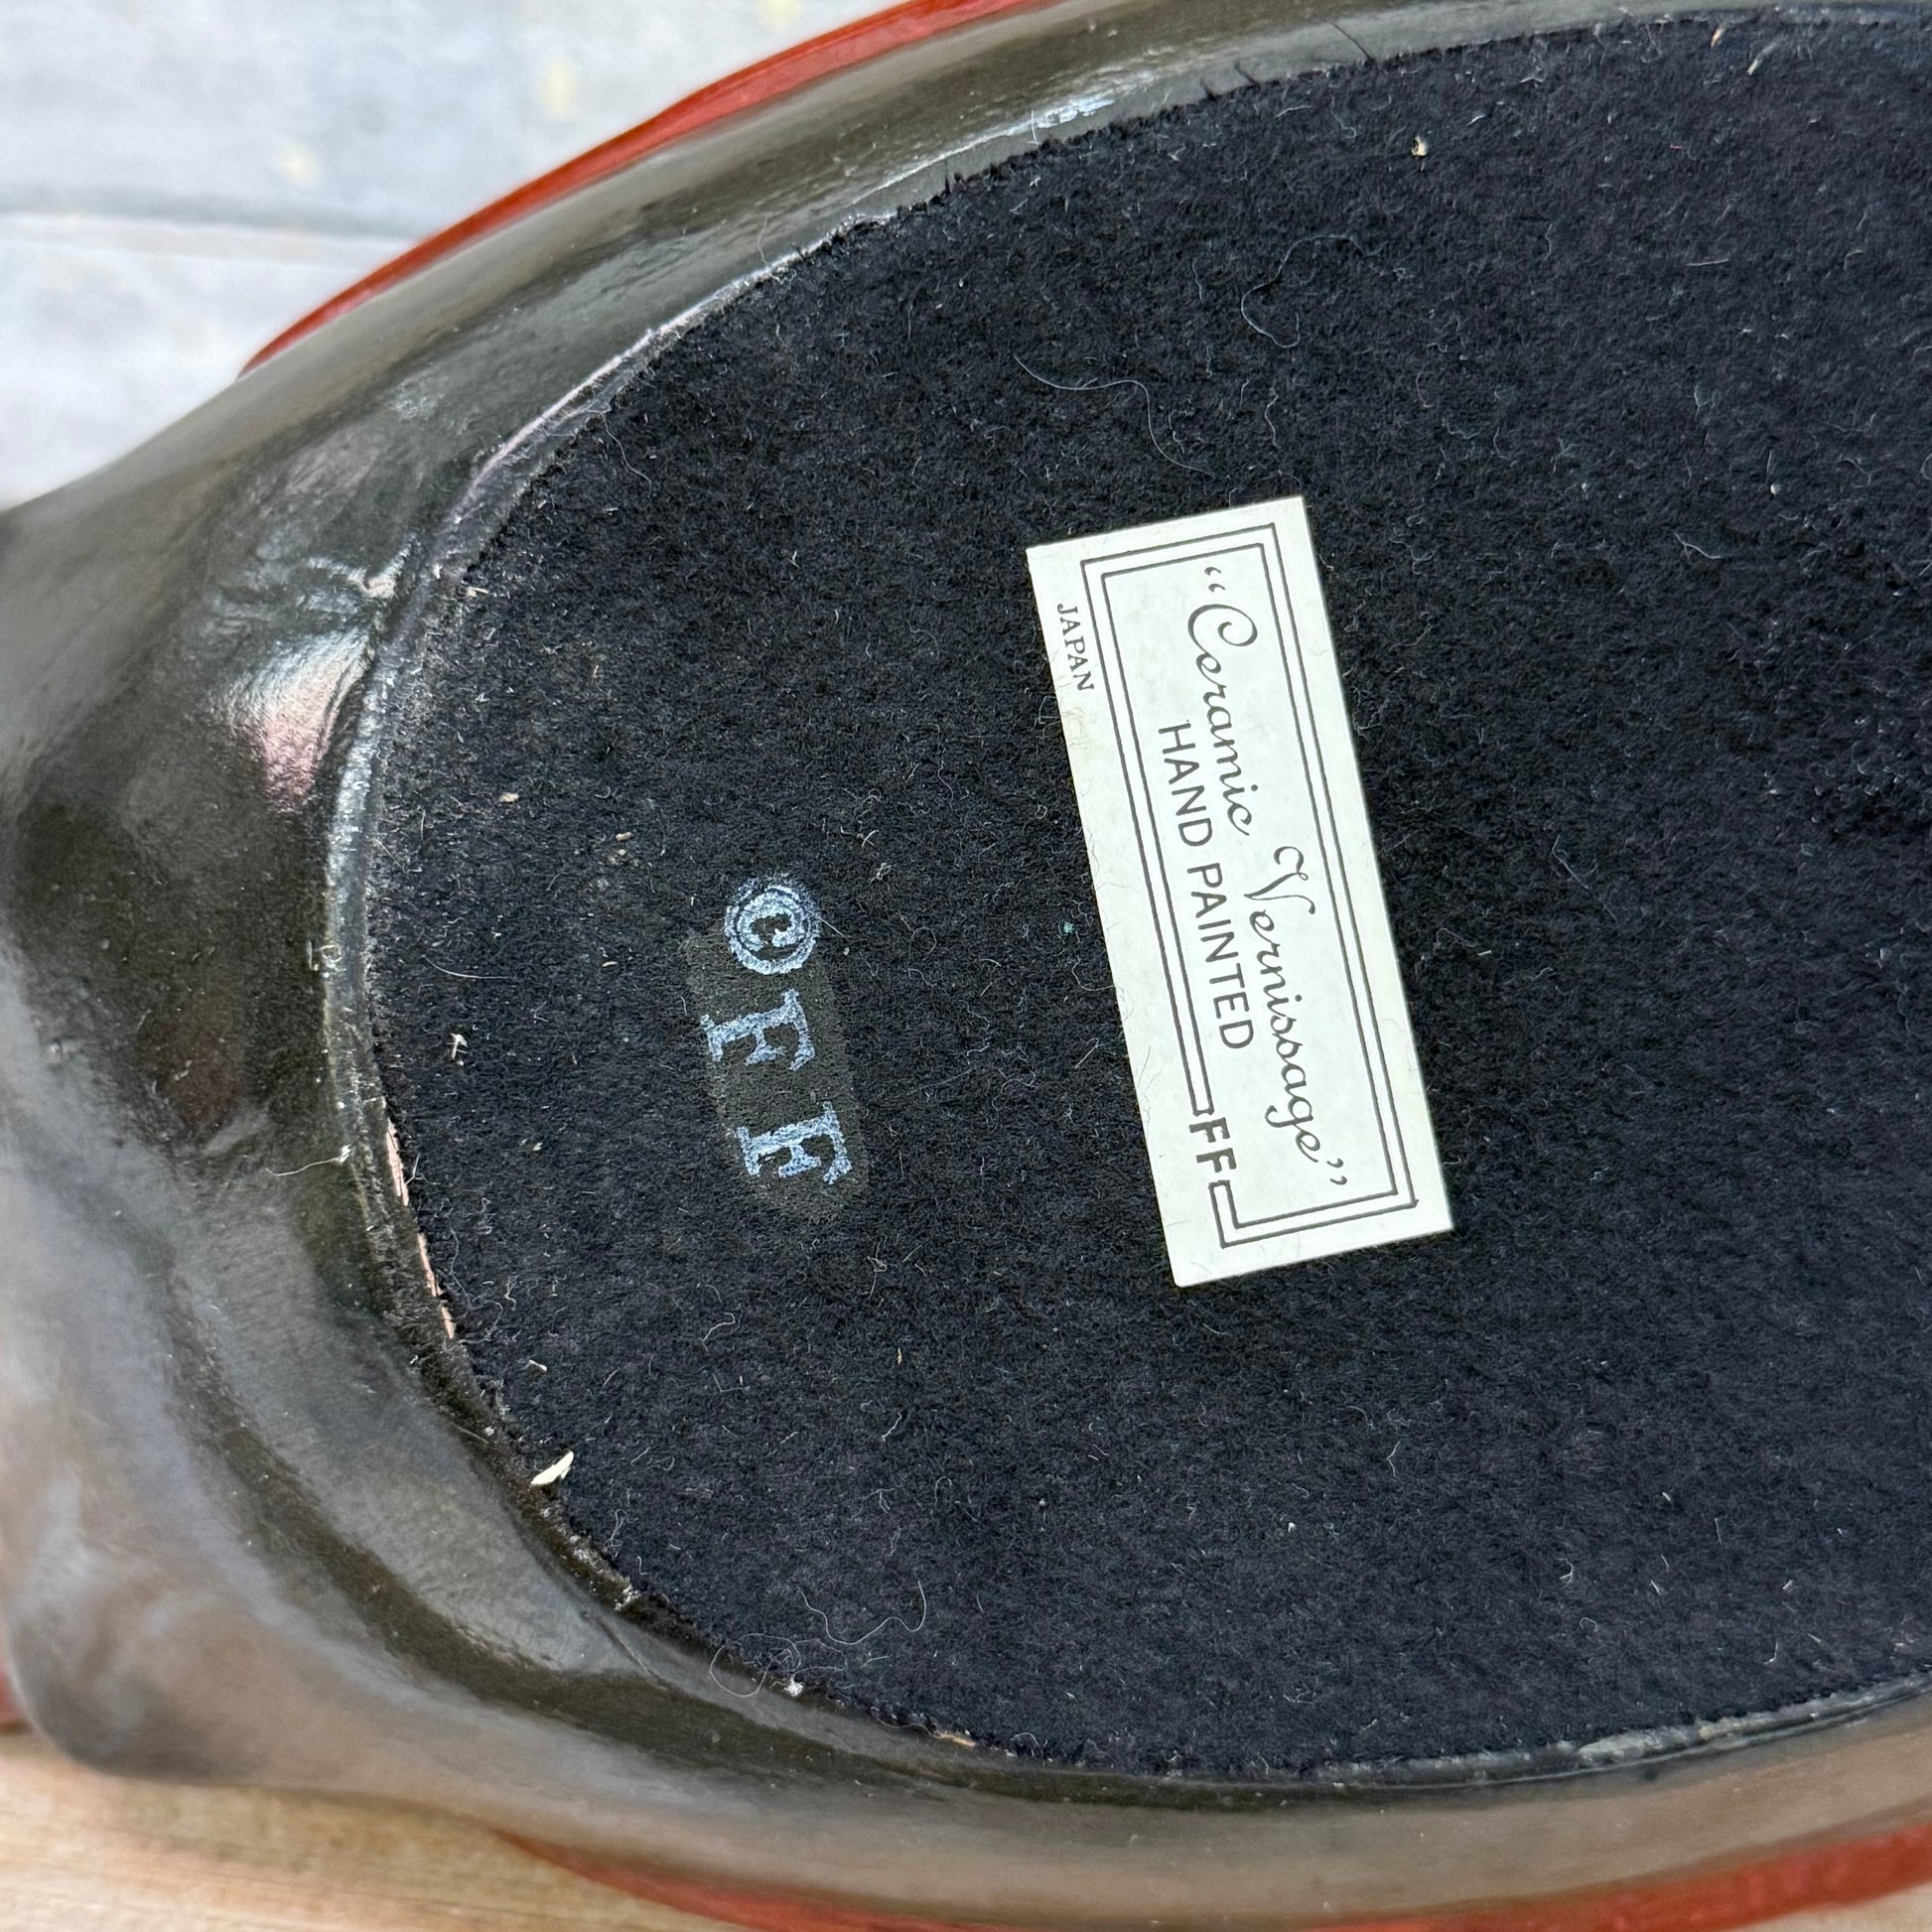 “Ceramic Vernissage”
HAND PAINTED
FF
JAPAN
© FF